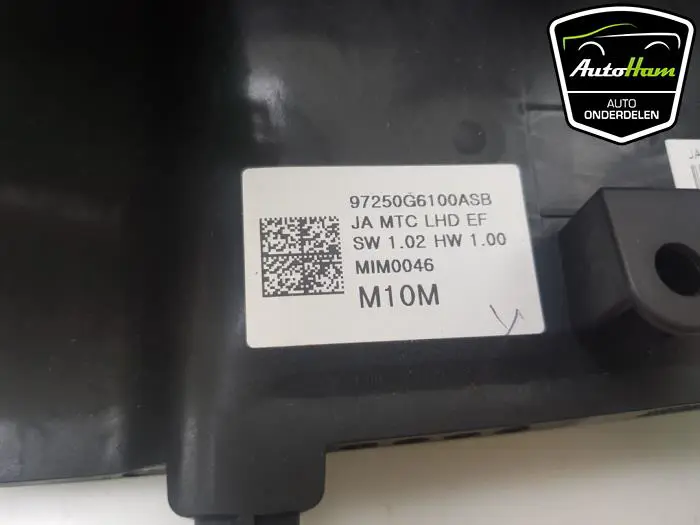 AutoHam
AUTO
ONDERDELEN
JA
97250G6100ASB
JA MTC LHD EF
SW 1.02 HW 1.00
MIM0046
M10M